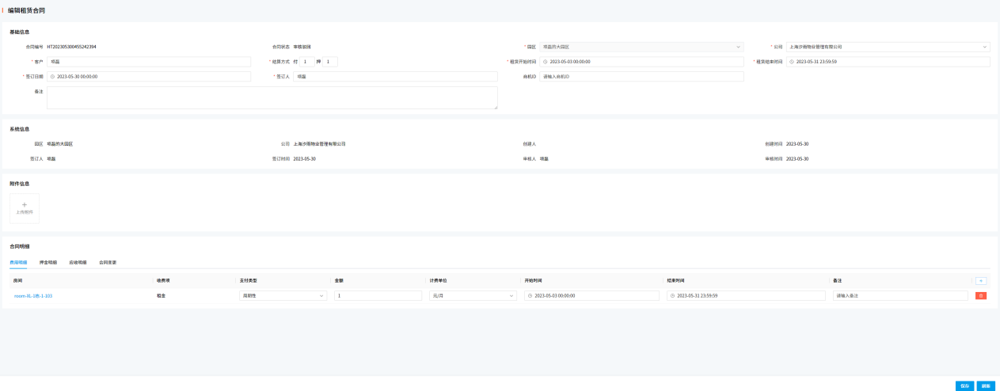 编辑租赁合同
基础信息
合同编号 HT202305300455242394 合同状态 审核驳回 * 园区 项磊的大园区 * 公司 上海汐雨物业管理有限公司
* 客户 项磊 * 结算方式 付 1 押 1 * 租赁开始时间 2023-05-03 00:00:00 * 租赁结束时间 2023-05-31 23:59:59
* 签订日期 2023-05-30 00:00:00 * 签订人 项磊 商机ID 请输入商机ID
备注
系统信息
园区 项磊的大园区 公司 上海汐雨物业管理有限公司 创建人 创建时间 2023-05-30
签订人 项磊 签订时间 2023-05-30 审核人 项磊 审核时间 2023-05-30
附件信息
+
上传附件
合同明细
费用明细 押金明细 应收明细 合同变更
房间 收费项 支付类型 金额 计费单位 开始时间 结束时间 备注 +
room-XL-1栋-1-103 租金 周期性 1 元/月 2023-05-03 00:00:00 2023-05-31 23:59:59 请输入备注
保存 刷新